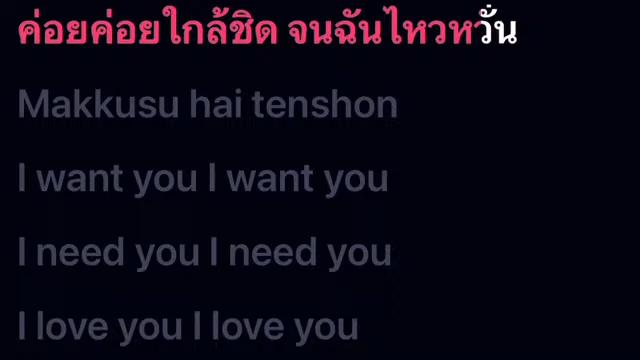 ค่อยค่อยใกล้ชิด จนฉันไหวหวั่น
Makkusu hai tenshon
I want you I want you
I need you I need you
I love you I love you